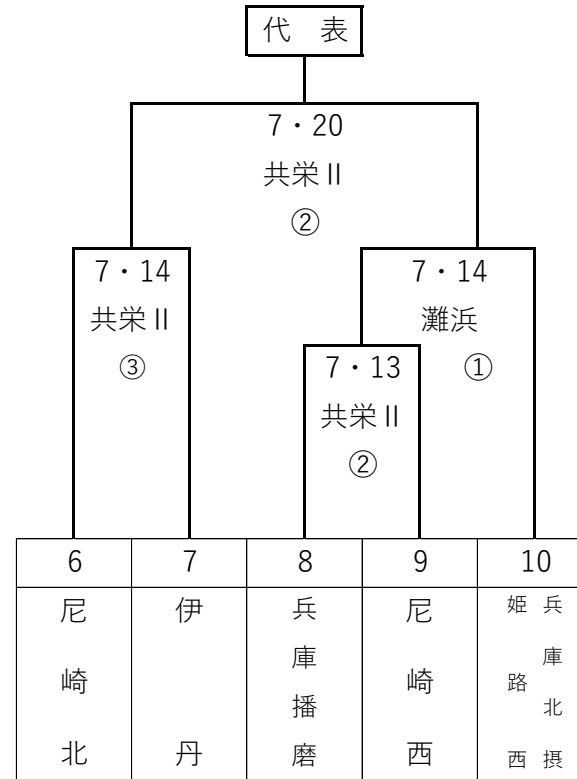 代 表
7・20
共栄Ⅱ
②
7・14
共栄Ⅱ
③
7・14
灘浜
①
7・13
共栄Ⅱ
②
6 7 8 9 10
尼崎北
伊丹
兵庫播磨
尼崎西
兵庫北摂
姫路西